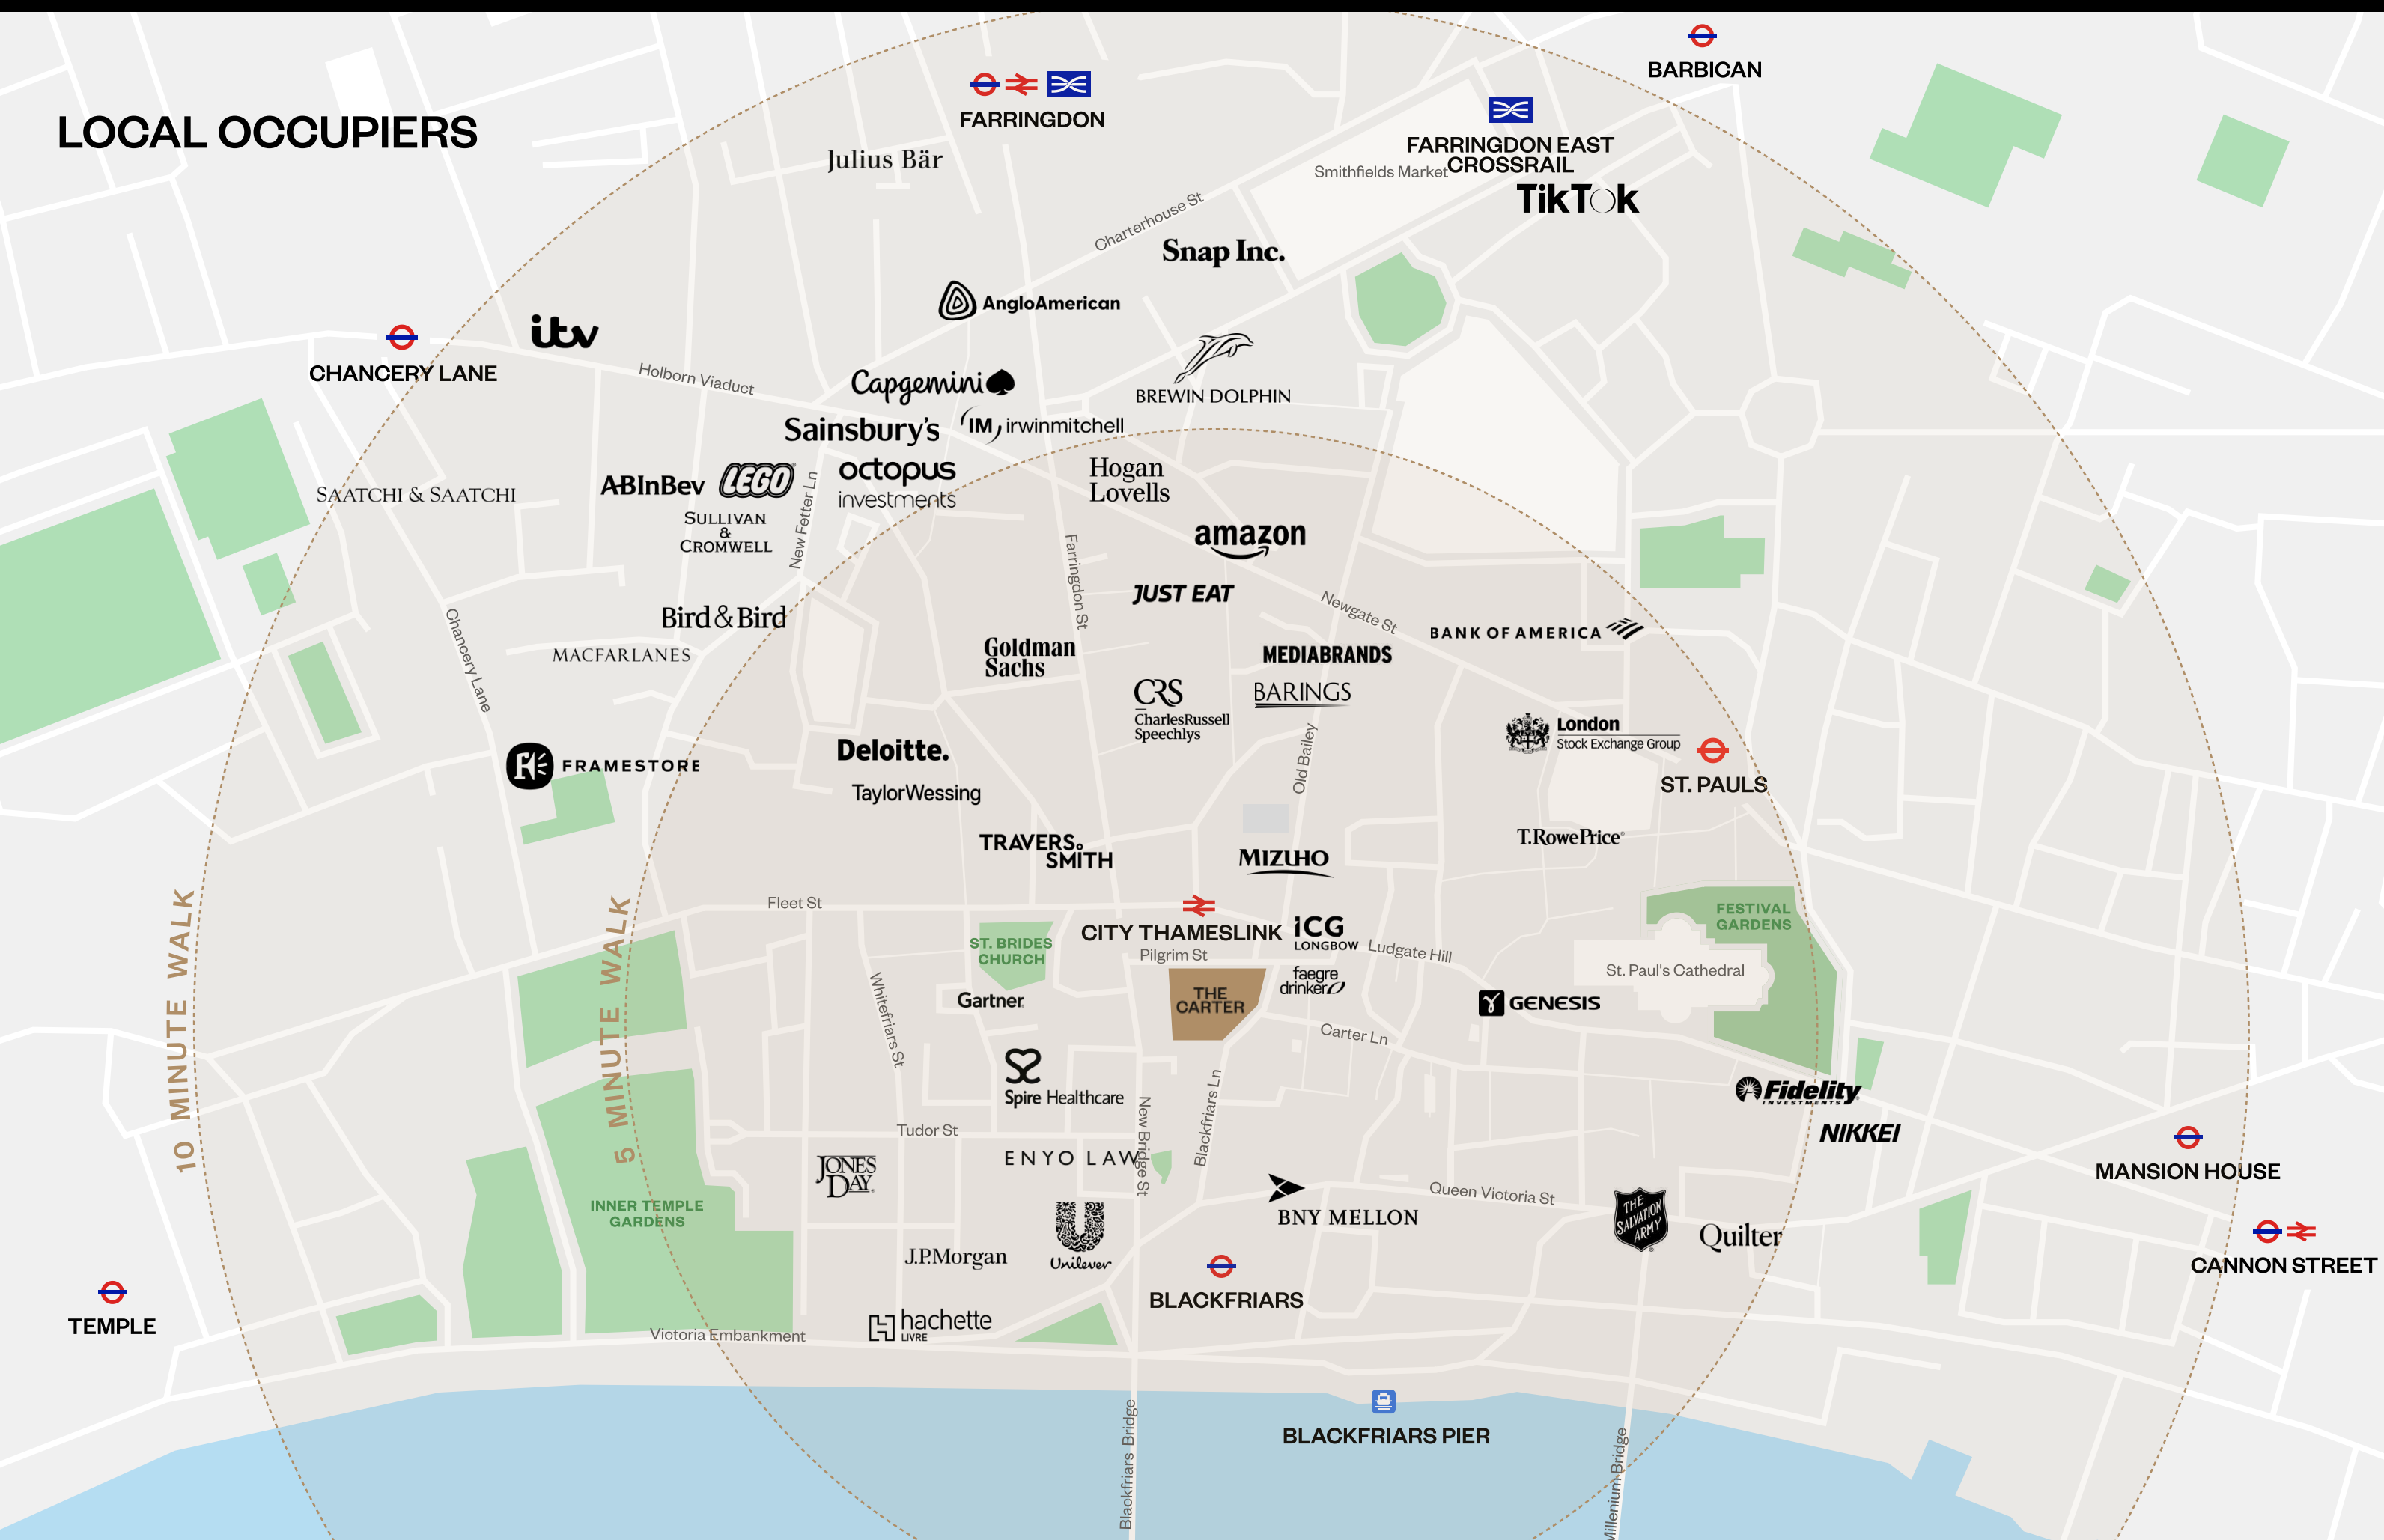 LOCAL OCCUPIERS
BARBICAN
FARRINGDON
FARRINGDON EAST
CROSSRAIL
Smithfields Market
Julius Bär
TikTok
Charterhouse St
Snap Inc.
AngloAmerican
itv
CHANCERY LANE
Holborn Viaduct
Capgemini
BREWIN DOLPHIN
Sainsbury's
IM irwinmitchell
SAATCHI & SAATCHI
ABInBev
LEGO
octopus
investments
Hogan
Lovells
SULLIVAN
&
CROMWELL
New Fetter Ln
amazon
Farringdon St
JUST EAT
Newgate St
Bird & Bird
MACFARLANES
Chancery Lane
Goldman
Sachs
MEDIABRANDS
BANK OF AMERICA
CRS
CharlesRussell
Speechlys
BARINGS
Old Bailey
London
Stock Exchange Group
ST. PAULS
FRAMESTORE
Deloitte.
TaylorWessing
TRAVERS
SMITH
MIZUHO
T.RowePrice
10 MINUTE WALK
5 MINUTE WALK
Fleet St
ST. BRIDES
CHURCH
CITY THAMESLINK
Pilgrim St
iCG
LONGBOW
Ludgate Hill
FESTIVAL
GARDENS
St. Paul's Cathedral
Whitefriars St
Gartner
THE
CARTER
faegre
drinker
GENESIS
Carter Ln
Spire Healthcare
New Bridge St
Blackfriars Ln
Fidelity
INVESTMENTS
NIKKEI
Tudor St
ENYO LAW
JONES
DAY
MANSION HOUSE
INNER TEMPLE
GARDENS
BNY MELLON
Queen Victoria St
THE
SALVATION
ARMY
Quilter
J.P.Morgan
Unilever
BLACKFRIARS
CANNON STREET
TEMPLE
hachette
LIVRE
Victoria Embankment
Blackfriars Bridge
BLACKFRIARS PIER
Millenium Bridge